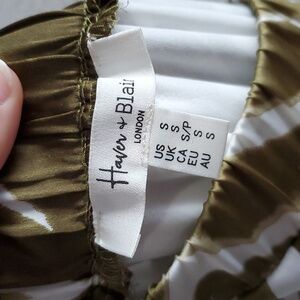 Haven + Blair
LONDON
US S
UK S
CA S/P
EU S
AU S